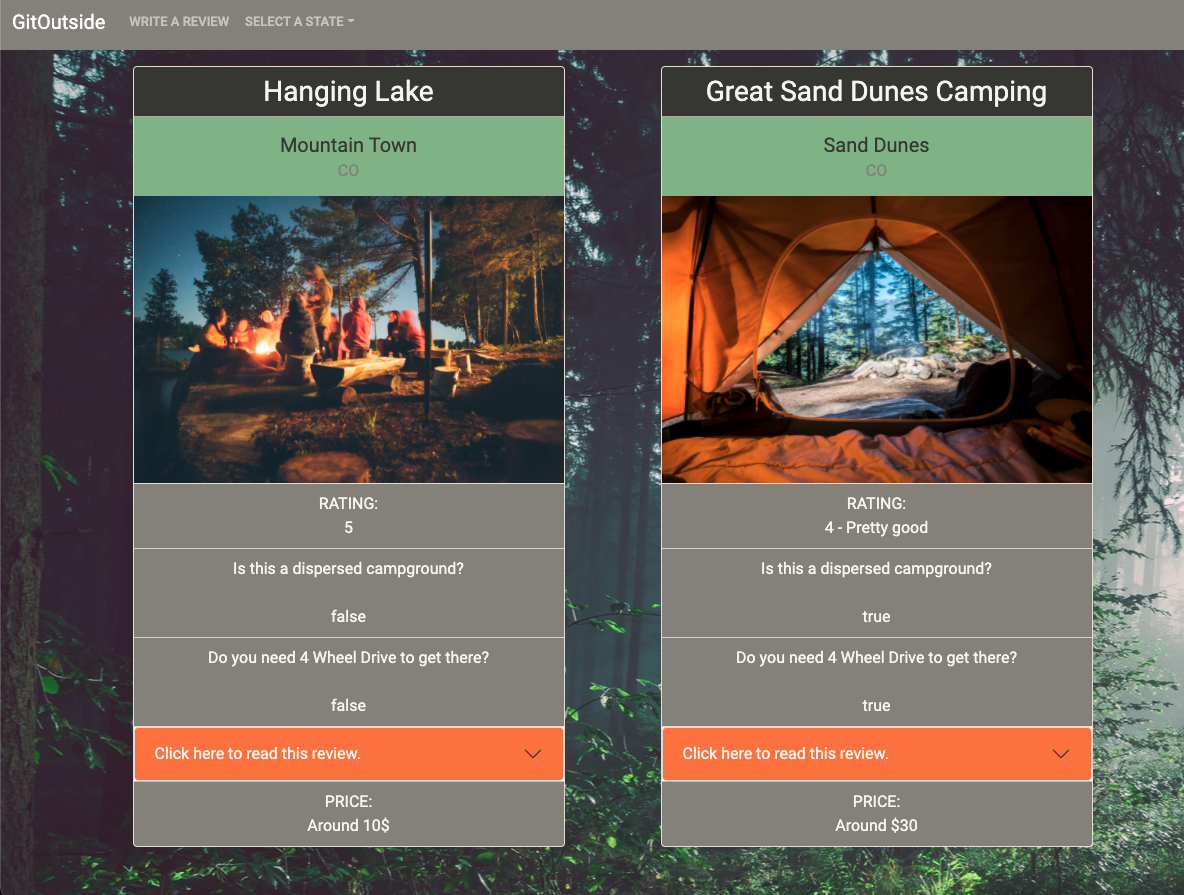 GitOutside WRITE A REVIEW SELECT A STATE
Hanging Lake
Mountain Town
CO
RATING:
5
Is this a dispersed campground?
false
Do you need 4 Wheel Drive to get there?
false
Click here to read this review.
PRICE:
Around 10$
Great Sand Dunes Camping
Sand Dunes
CO
RATING:
4 - Pretty good
Is this a dispersed campground?
true
Do you need 4 Wheel Drive to get there?
true
Click here to read this review.
PRICE:
Around $30